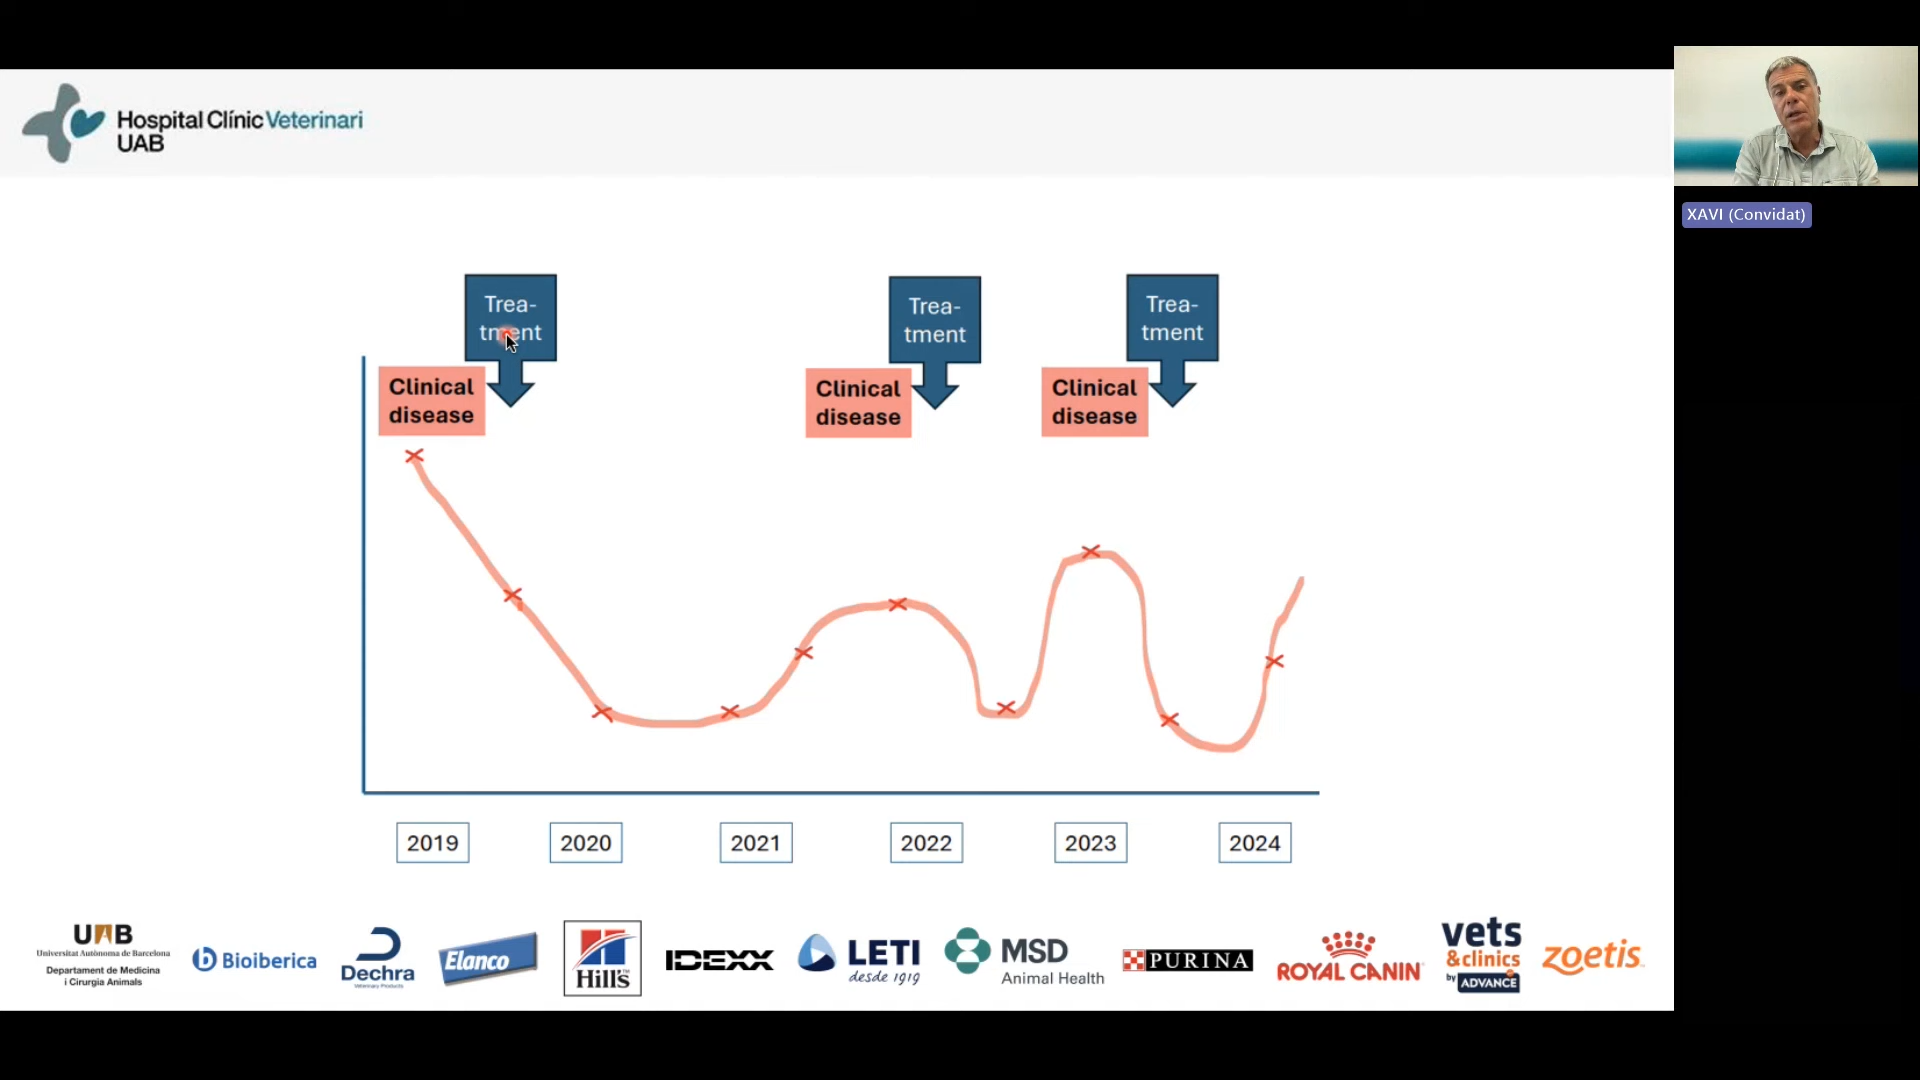 Hospital Clínic Veterinari
UAB
XAVI (Convidat)
Trea-
tment
Trea-
tment
Trea-
tment
Clinical
disease
Clinical
disease
Clinical
disease
2019
2020
2021
2022
2023
2024
UAB
Universitat Autònoma de Barcelona
Departament de Medicina
i Cirurgia Animals
Bioiberica
Dechra
Veterinary Products
Elanco
Hill's
IDEXX
LETI
desde 1919
MSD
Animal Health
PURINA
ROYAL CANIN
vets
&clinics
by ADVANCE
zoetis